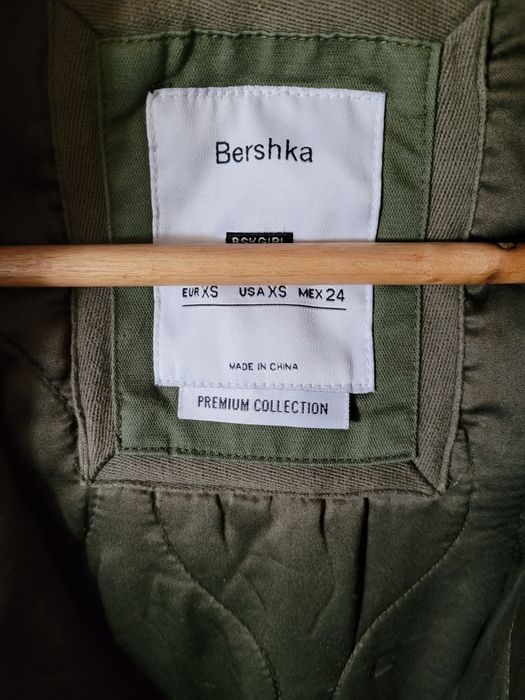 Bershka
BSKGIRL
EUR XS USA XS MEX 24
MADE IN CHINA
PREMIUM COLLECTION